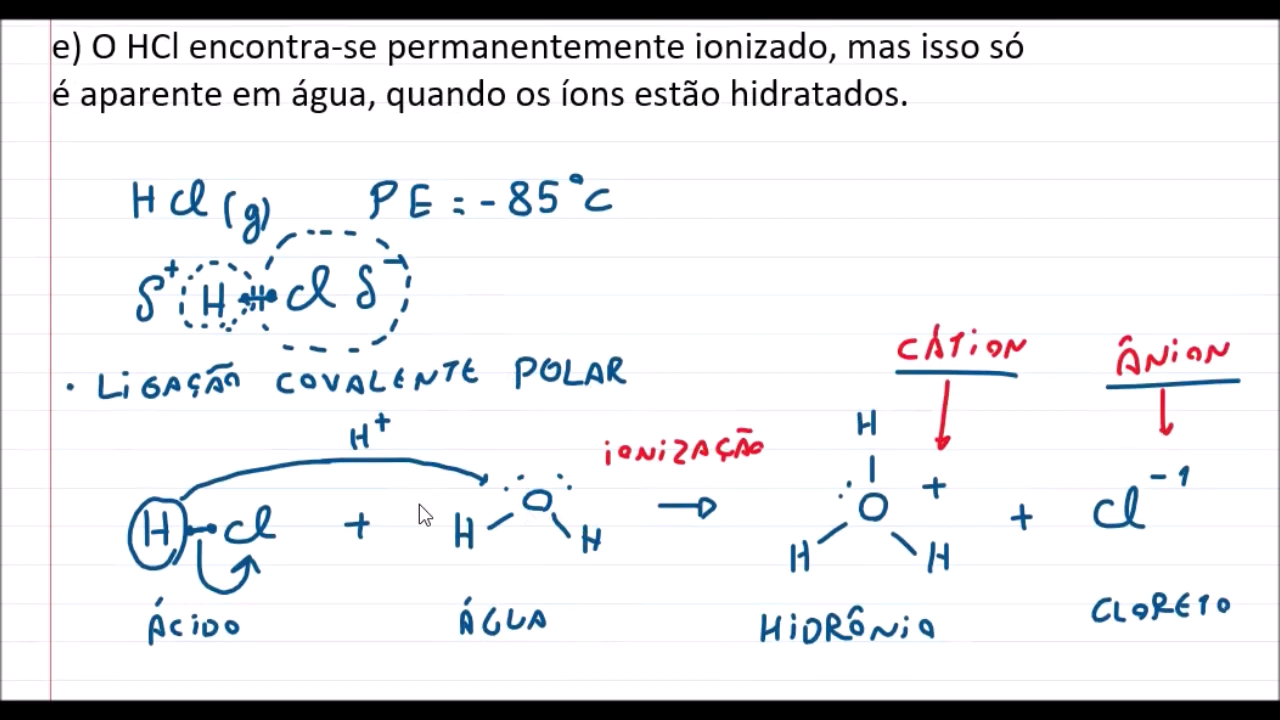 e) O HCl encontra-se permanentemente ionizado, mas isso só
é aparente em água, quando os íons estão hidratados.
HCl(g) PE = -85°C
δ+ H Cl δ-
• LIGAÇÃO COVALENTE POLAR
CÁTION ÂNION
H+ IONIZAÇÃO H
H-Cl + H O H → H O H + + Cl -1
ÁCIDO ÁGUA HIDRÔNIO CLORETO